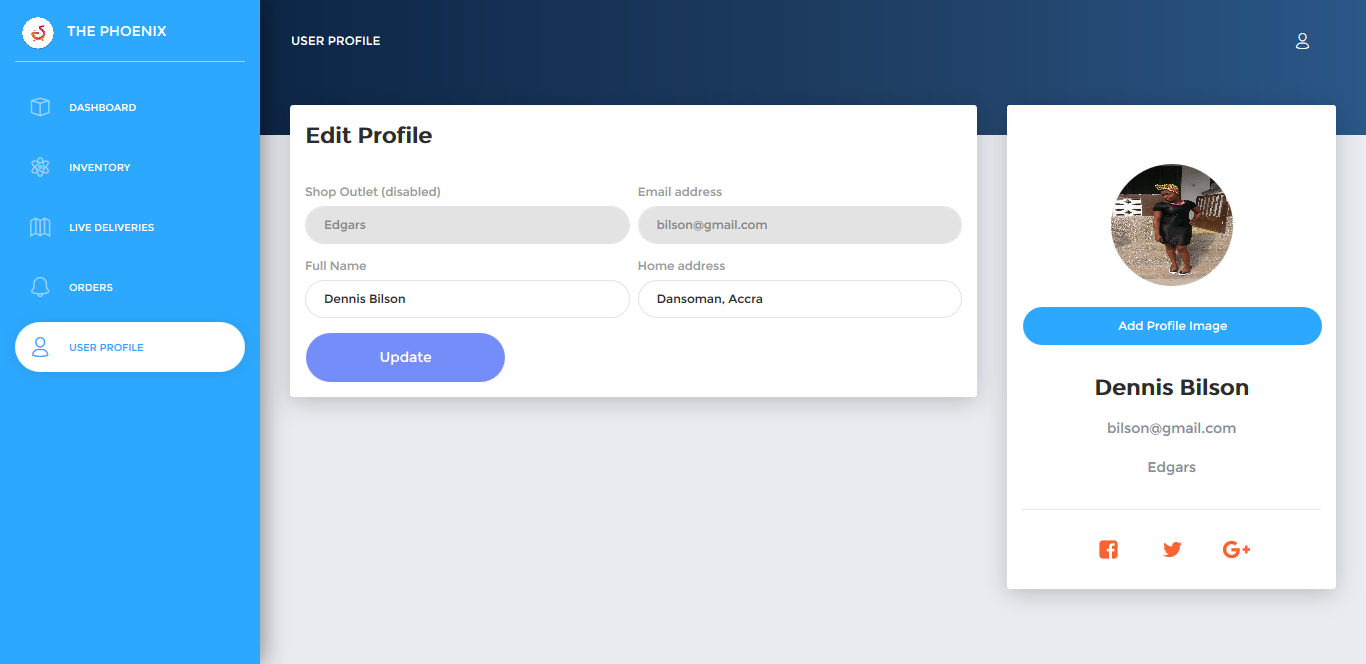 THE PHOENIX
DASHBOARD
INVENTORY
LIVE DELIVERIES
ORDERS
USER PROFILE
USER PROFILE
Edit Profile
Shop Outlet (disabled)
Edgars
Email address
bilson@gmail.com
Full Name
Dennis Bilson
Home address
Dansoman, Accra
Update
Add Profile Image
Dennis Bilson
bilson@gmail.com
Edgars
G+